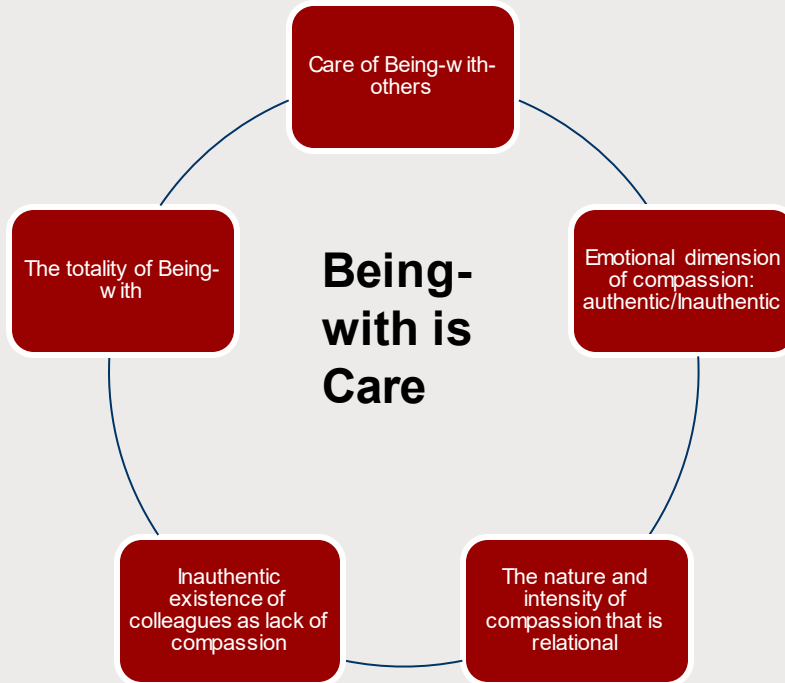 Care of Being-with-
others
The totality of Being-
with
Being-
with is
Care
Emotional dimension
of compassion:
authentic/Inauthentic
Inauthentic
existence of
colleagues as lack of
compassion
The nature and
intensity of
compassion that is
relational